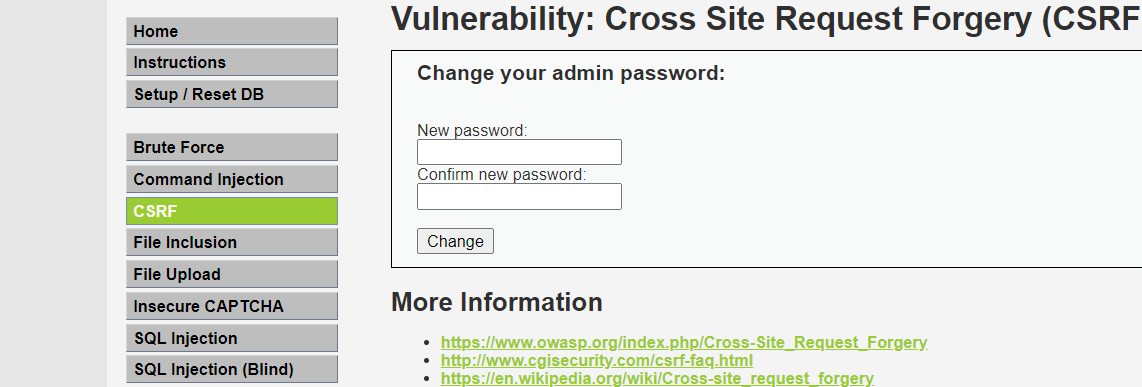 Home
Instructions
Setup / Reset DB
Brute Force
Command Injection
CSRF
File Inclusion
File Upload
Insecure CAPTCHA
SQL Injection
SQL Injection (Blind)
Vulnerability: Cross Site Request Forgery (CSRF
Change your admin password:
New password:
Confirm new password:
Change
More Information
https://www.owasp.org/index.php/Cross-Site_Request_Forgery
http://www.cgisecurity.com/csrf-faq.html
https://en.wikipedia.org/wiki/Cross-site_request_forgery